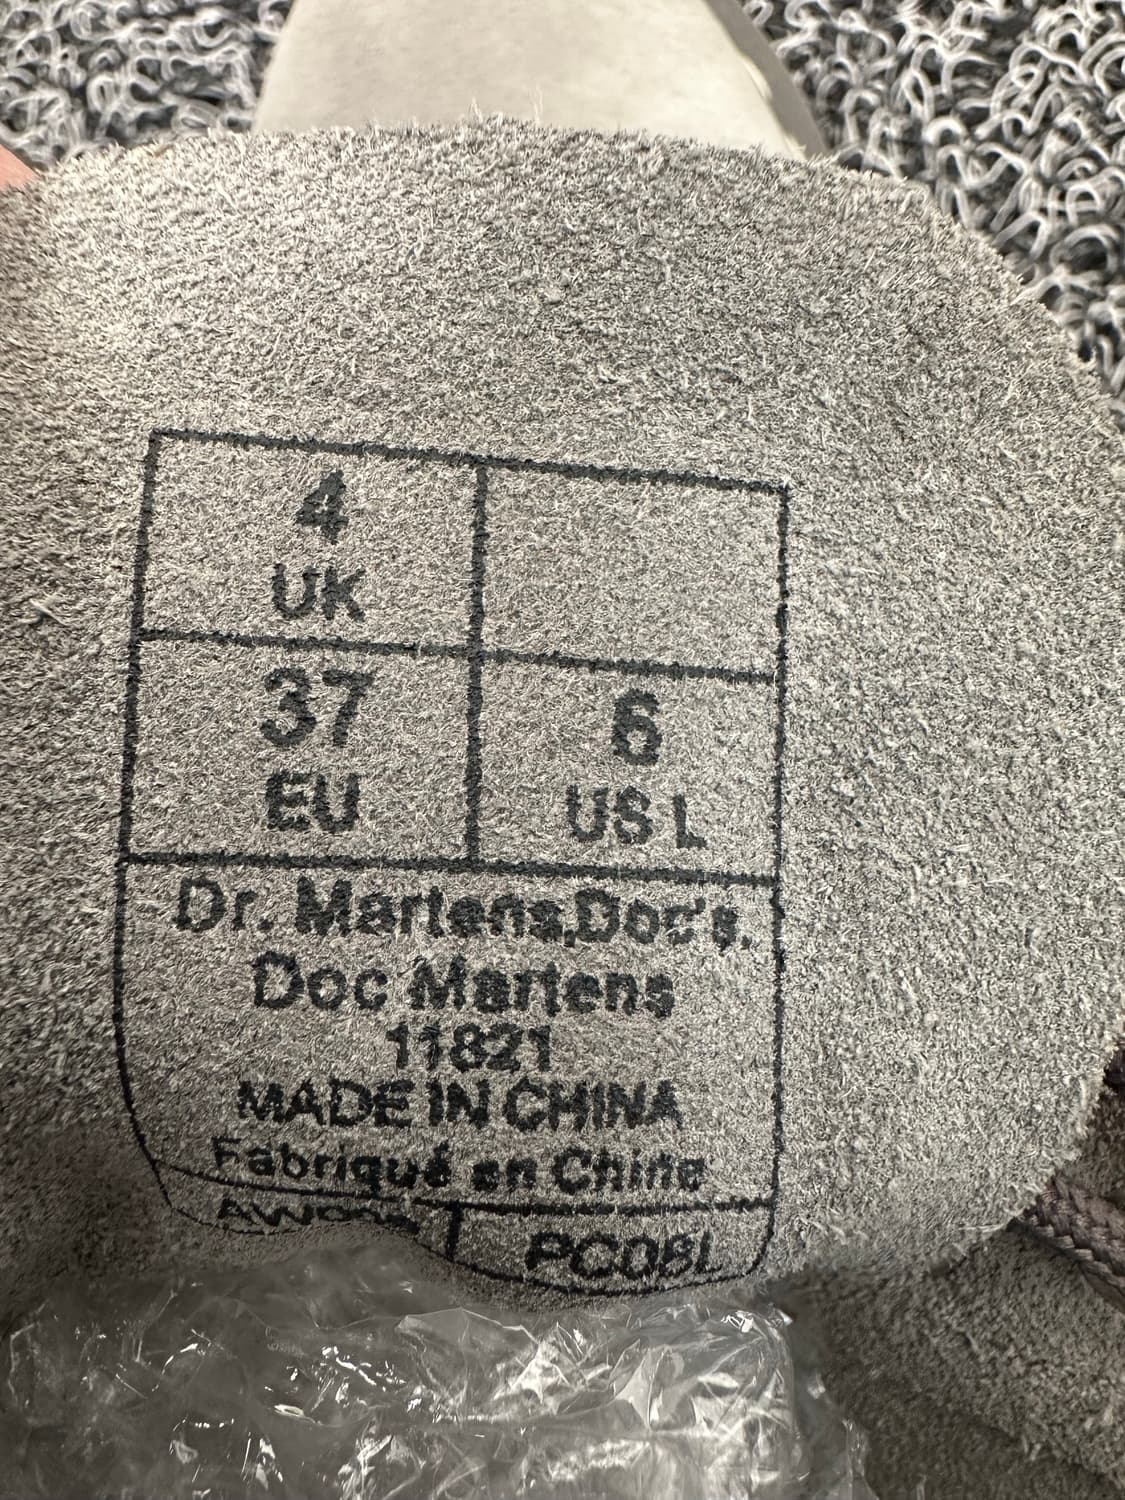 4
UK
37
EU
6
US L
Dr. Martens,Doc's.
Doc Martens
11821
MADE IN CHINA
Fabriqué en Chine
PC08L